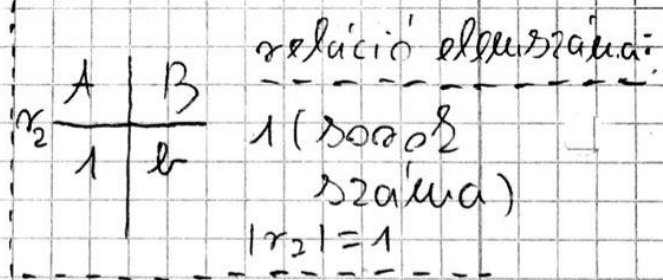 reláció elemszáma:
A | B
r₂
1 | b
1 (sorok
száma)
|r₂| = 1